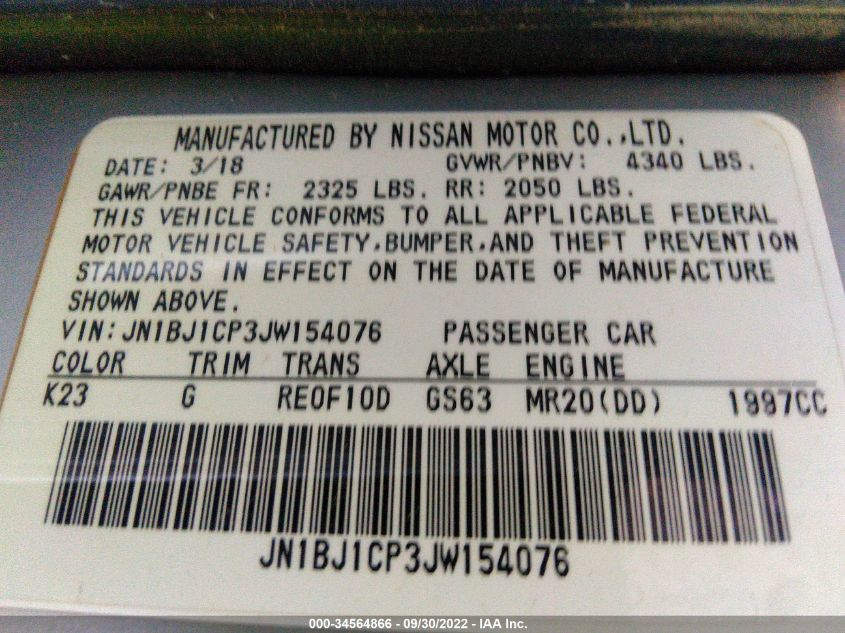 MANUFACTURED BY NISSAN MOTOR CO.,LTD.
DATE: 3/18 GVWR/PNBV: 4340 LBS.
GAWR/PNBE FR: 2325 LBS. RR: 2050 LBS.
THIS VEHICLE CONFORMS TO ALL APPLICABLE FEDERAL
MOTOR VEHICLE SAFETY,BUMPER,AND THEFT PREVENTION
STANDARDS IN EFFECT ON THE DATE OF MANUFACTURE
SHOWN ABOVE.
VIN:JN1BJ1CP3JW154076 PASSENGER CAR
COLOR TRIM TRANS AXLE ENGINE
K23 G RE0F10D GS63 MR20(DD) 1997CC
JN1BJ1CP3JW154076
000-34564866 - 09/30/2022 - IAA Inc.